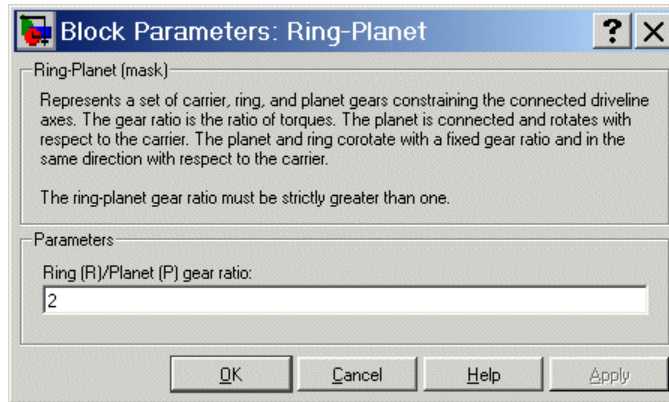 Block Parameters: Ring-Planet
Ring-Planet (mask)
Represents a set of carrier, ring, and planet gears constraining the connected driveline
axes. The gear ratio is the ratio of torques. The planet is connected and rotates with
respect to the carrier. The planet and ring corotate with a fixed gear ratio and in the
same direction with respect to the carrier.
The ring-planet gear ratio must be strictly greater than one.
Parameters
Ring (R)/Planet (P) gear ratio:
2
OK Cancel Help Apply